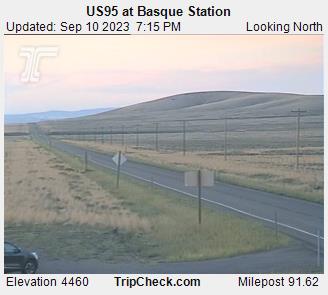 US95 at Basque Station
Updated: Sep 10 2023 7:15 PM Looking North
Elevation 4460 TripCheck.com Milepost 91.62